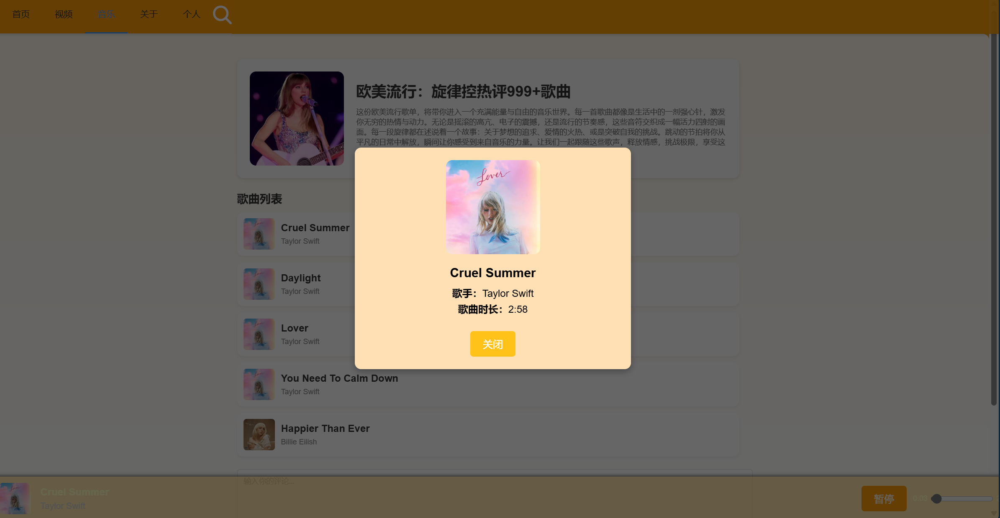 首页 视频 音乐 关于 个人
欧美流行：旋律控热评999+歌曲
这份欧美流行歌单，将带你进入一个充满能量与自由的音乐世界。每一首歌曲都像是生活中的一剂强心针，激发
你无穷的热情与动力。无论是摇滚的高亢、电子的震撼，还是流行的节奏感，这些音符交织成一幅活力四射的画
面。每一段旋律都在述说着一个故事：关于梦想的追求、爱情的火热、或是突破自我的挑战。跳动的节拍将你从
平凡的日常中解放，瞬间让你感受到来自音乐的力量。让我们一起跟随这些歌声，释放情感，挑战极限，享受这
Lover
Cruel Summer
歌手：Taylor Swift
歌曲时长：2:58
关闭
歌曲列表
Cruel Summer
Taylor Swift
Daylight
Taylor Swift
Lover
Taylor Swift
You Need To Calm Down
Taylor Swift
Happier Than Ever
Billie Eilish
输入你的评论...
Cruel Summer
Taylor Swift
暂停
0:03